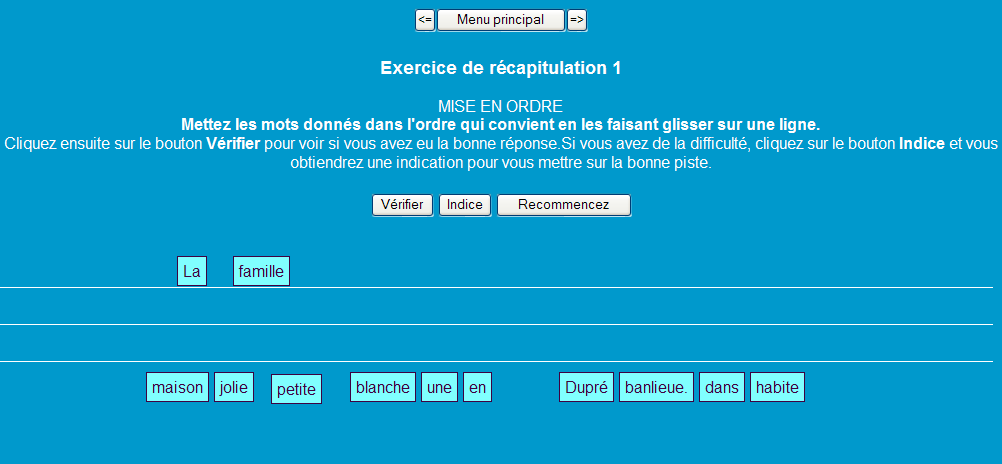 <= Menu principal =>
Exercice de récapitulation 1
MISE EN ORDRE
Mettez les mots donnés dans l'ordre qui convient en les faisant glisser sur une ligne.
Cliquez ensuite sur le bouton Vérifier pour voir si vous avez eu la bonne réponse.Si vous avez de la difficulté, cliquez sur le bouton Indice et vous
obtiendrez une indication pour vous mettre sur la bonne piste.
Vérifier Indice Recommencez
La famille
maison jolie petite blanche une en Dupré banlieue. dans habite